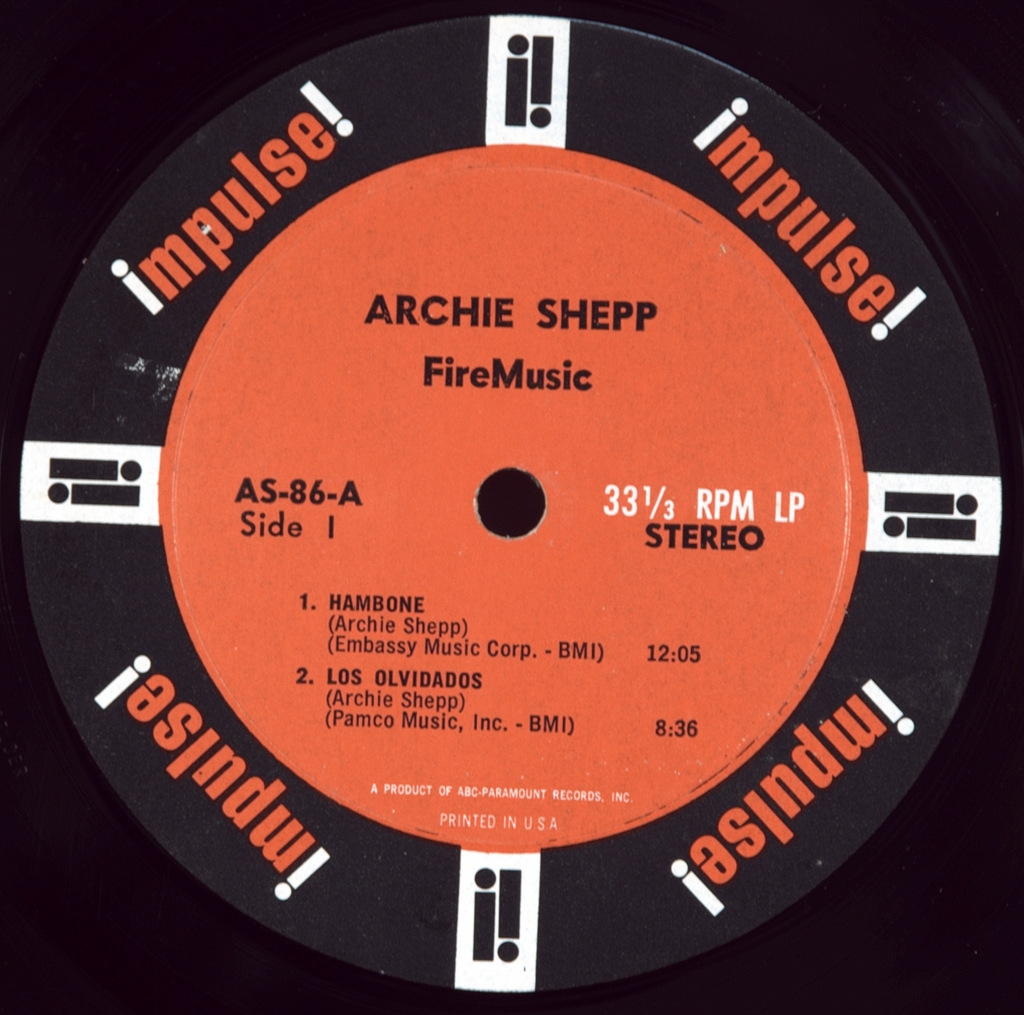 impulse!
impulse!
ARCHIE SHEPP
FireMusic
AS-86-A
Side 1
33 1/3 RPM LP
STEREO
1. HAMBONE
(Archie Shepp)
(Embassy Music Corp. - BMI) 12:05
2. LOS OLVIDADOS
(Archie Shepp)
(Pamco Music, Inc. - BMI) 8:36
A PRODUCT OF ABC-PARAMOUNT RECORDS, INC.
PRINTED IN U S A
impulse!
impulse!